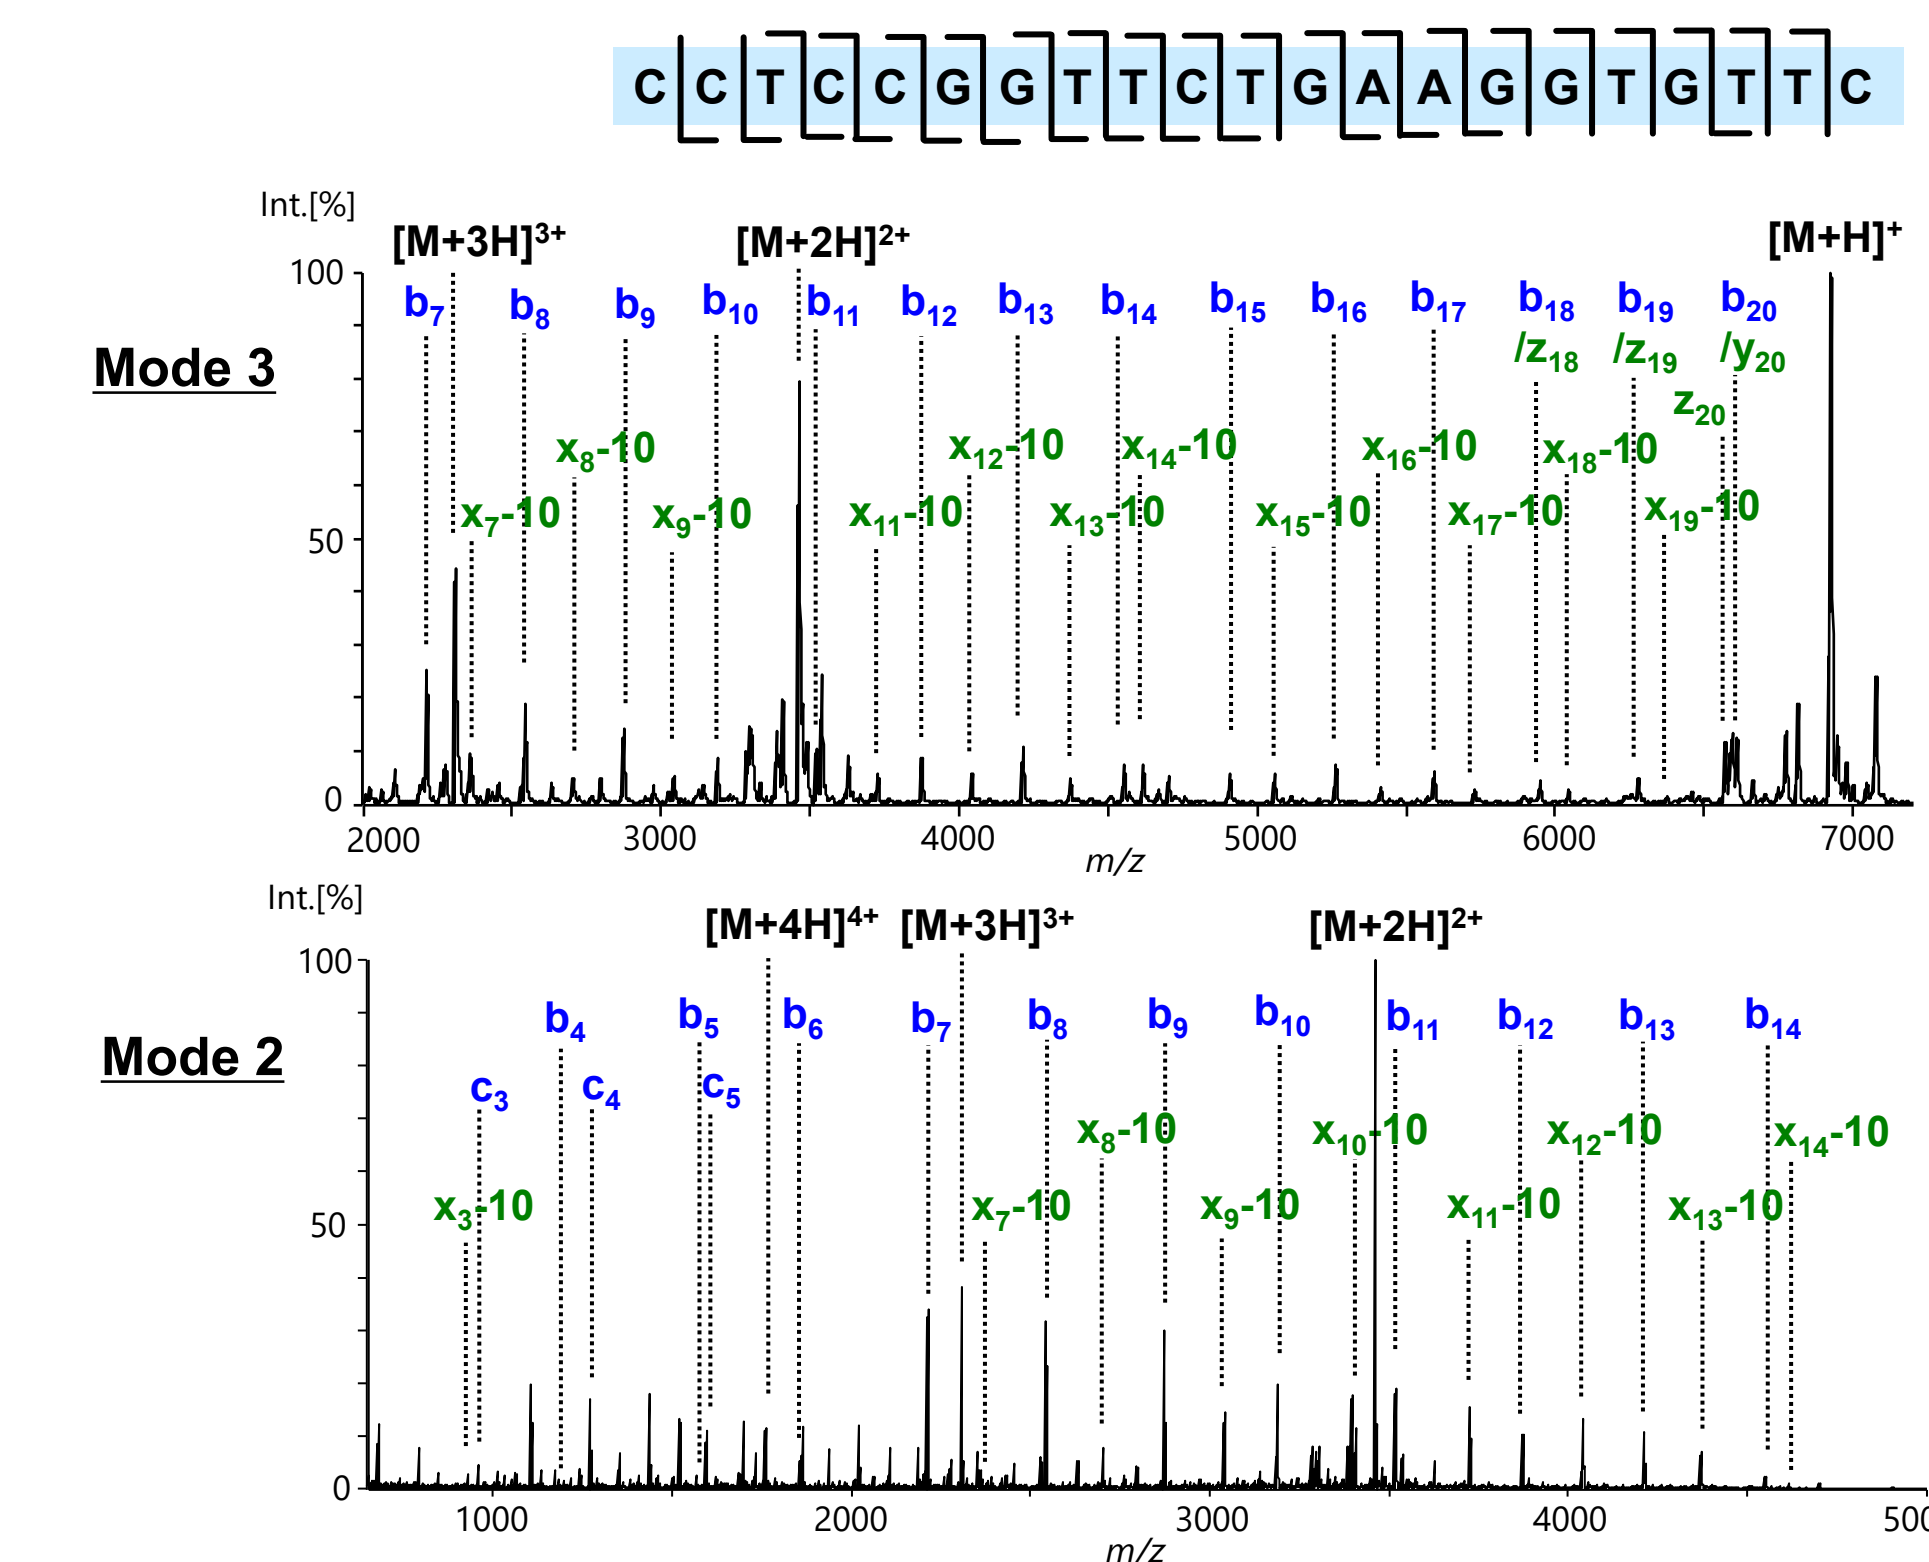 C C T C C G G T T C T G A A G G T G T T C
Int.[%]
[M+3H]3+ [M+2H]2+ [M+H]+
100
b7 b8 b9 b10 b11 b12 b13 b14 b15 b16 b17 b18 b19 b20
/z18 /z19 /y20
Mode 3
z20
x8-10 x12-10 x14-10 x16-10 x18-10
x7-10 x9-10 x11-10 x13-10 x15-10 x17-10 x19-10
50
0
2000 3000 4000 5000 6000 7000
m/z
Int.[%]
[M+4H]4+ [M+3H]3+ [M+2H]2+
100
b4 b5 b6 b7 b8 b9 b10 b11 b12 b13 b14
Mode 2
c3 c4 c5
x8-10 x10-10 x12-10 x14-10
x3-10 x7-10 x9-10 x11-10 x13-10
50
0
1000 2000 3000 4000 500
m/z